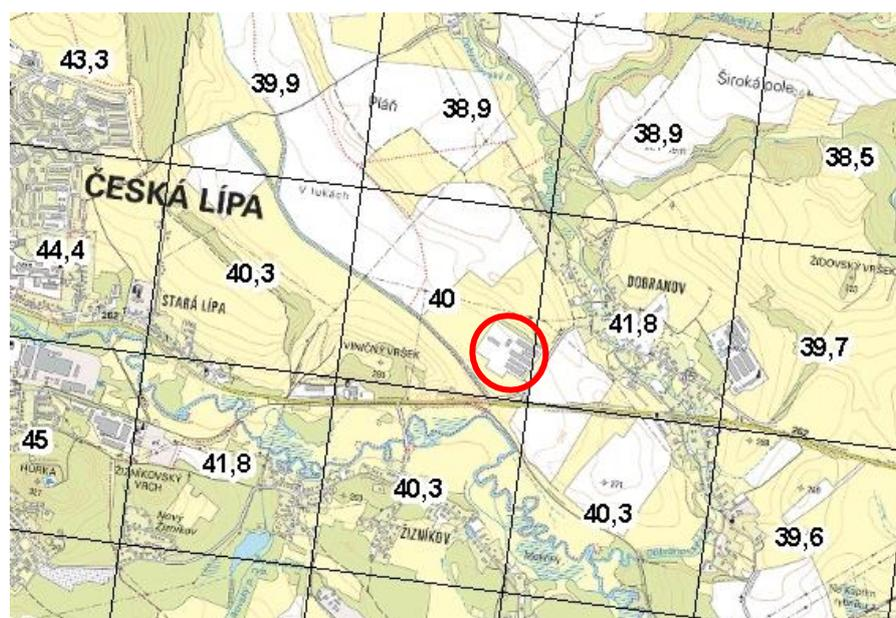 43,3
39,9
Pláň
38,9
Široká pole
38,9
38,5
ČESKÁ LÍPA
V lukách
44,4
40,3
STARÁ LÍPA
262
40
DOBRANOV
ŽIDOVSKÝ VRŠEK
41,8
39,7
VINIČNÝ VRŠEK
45
HŮRKA
ŽIZNÍKOVSKÝ
VRCH
41,8
40,3
262
271
Nový
Žizníkov
ŽIZNÍKOV
40,3
39,6